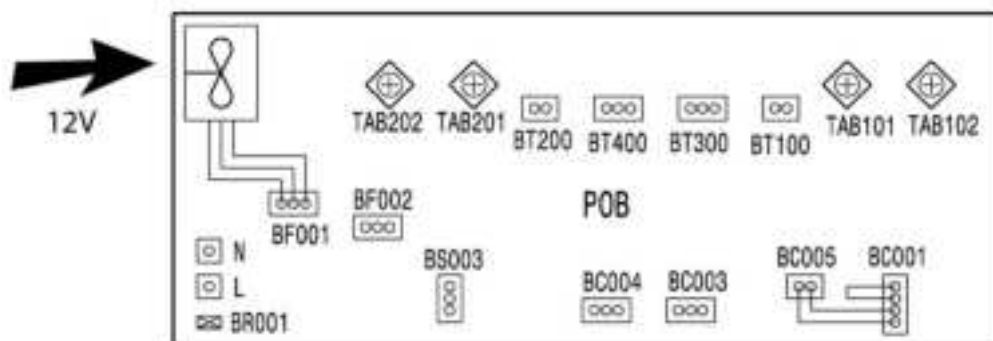 12V
TAB202 TAB201 BT200 BT400 BT300 BT100 TAB101 TAB102
BF001 BF002 POB
N
L
BR001
BS003 BC004 BC003 BC005 BC001